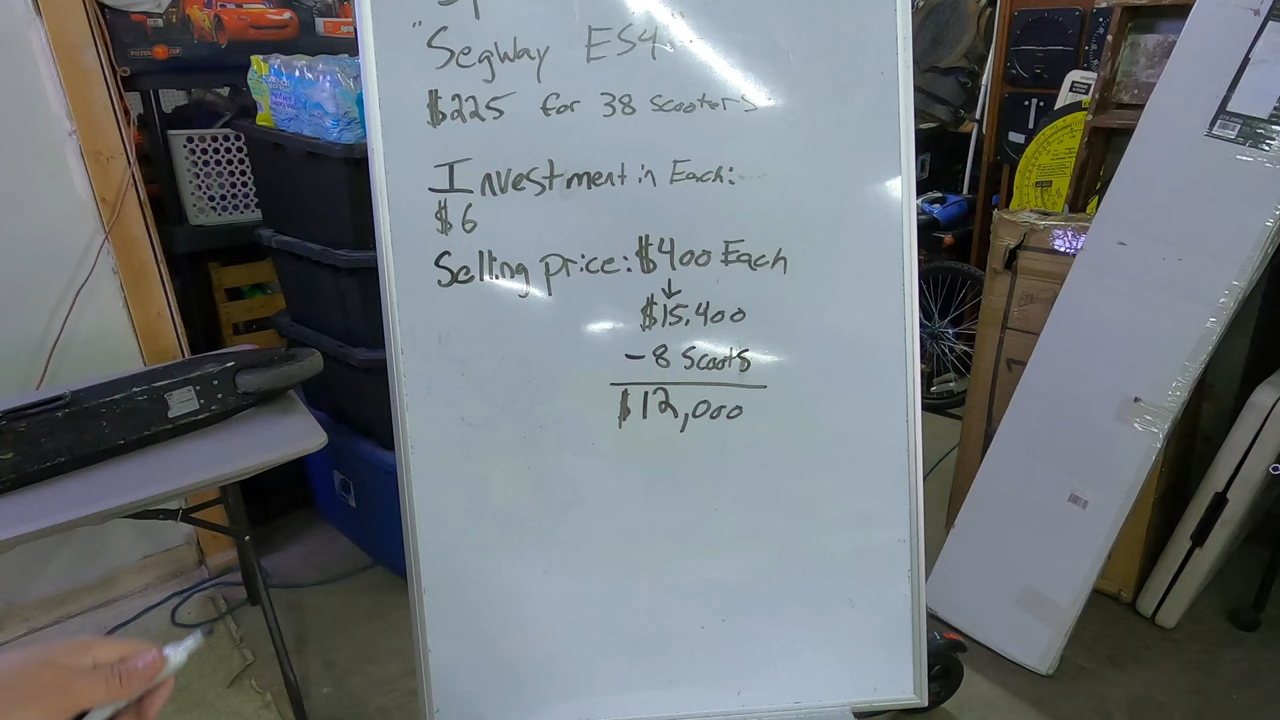 "Segway ES4"
$225 for 38 scooters
Investment in Each:
$6
Selling price: $400 Each
↓
$15,400
- 8 Scoots
$12,000